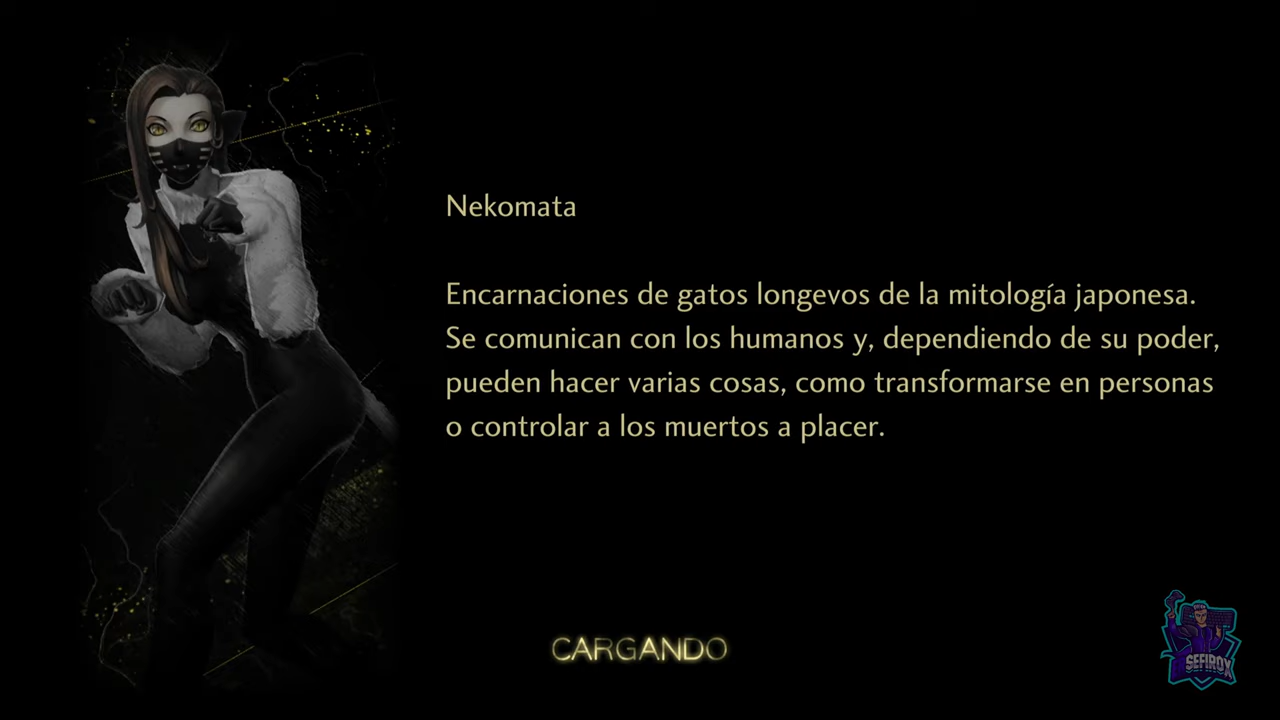 Nekomata
Encarnaciones de gatos longevos de la mitología japonesa.
Se comunican con los humanos y, dependiendo de su poder,
pueden hacer varias cosas, como transformarse en personas
o controlar a los muertos a placer.
CARGANDO
SEFIROX